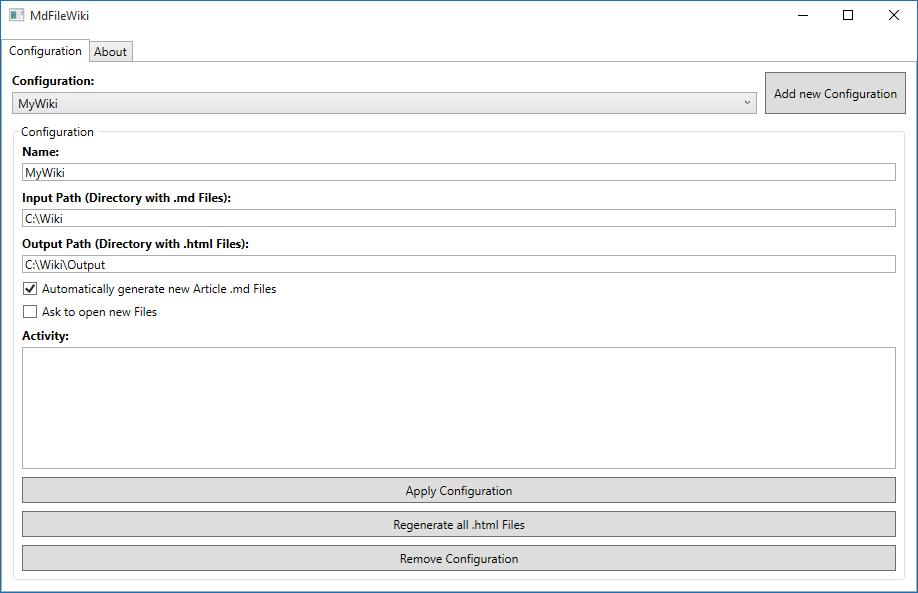 MdFileWiki
Configuration About
Configuration:
MyWiki
Add new Configuration
Configuration
Name:
MyWiki
Input Path (Directory with .md Files):
C:\Wiki
Output Path (Directory with .html Files):
C:\Wiki\Output
Automatically generate new Article .md Files
Ask to open new Files
Activity:
Apply Configuration
Regenerate all .html Files
Remove Configuration